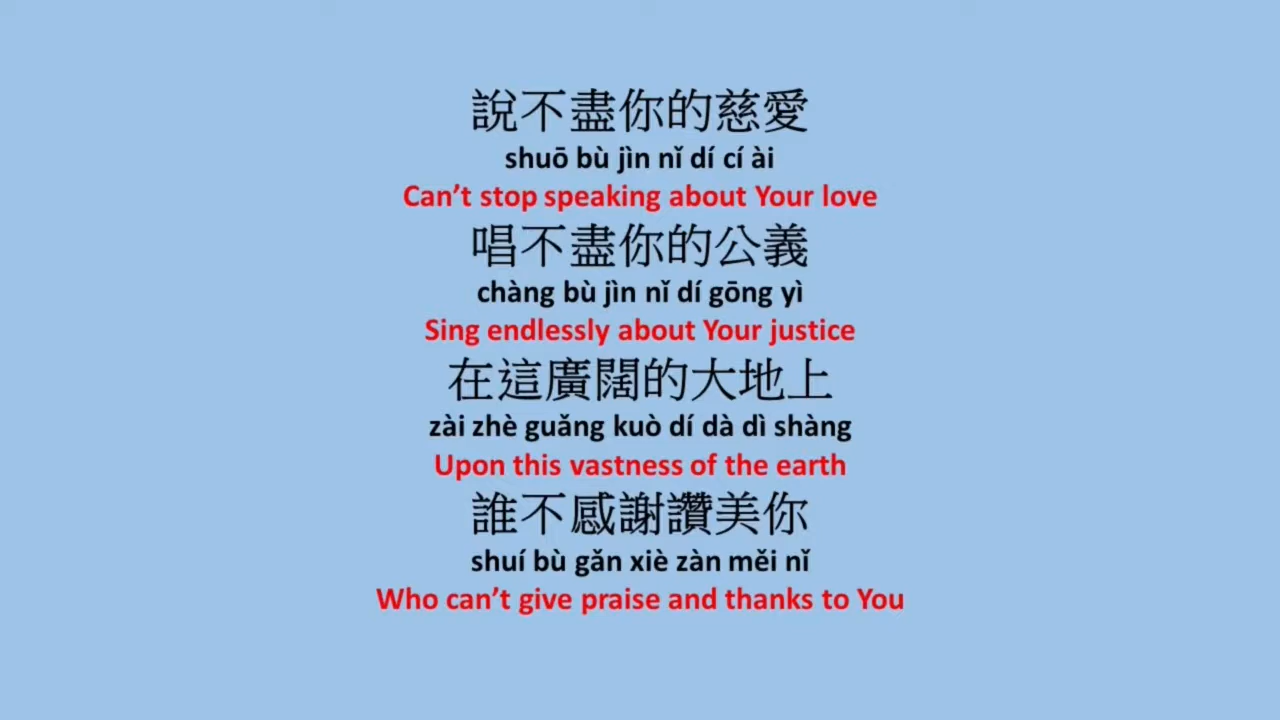 說不盡你的慈愛
shuō bù jìn nǐ dí cí ài
Can’t stop speaking about Your love
唱不盡你的公義
chàng bù jìn nǐ dí gōng yì
Sing endlessly about Your justice
在這廣闊的大地上
zài zhè guǎng kuò dí dà dì shàng
Upon this vastness of the earth
誰不感謝讚美你
shuí bù gǎn xiè zàn měi nǐ
Who can’t give praise and thanks to You